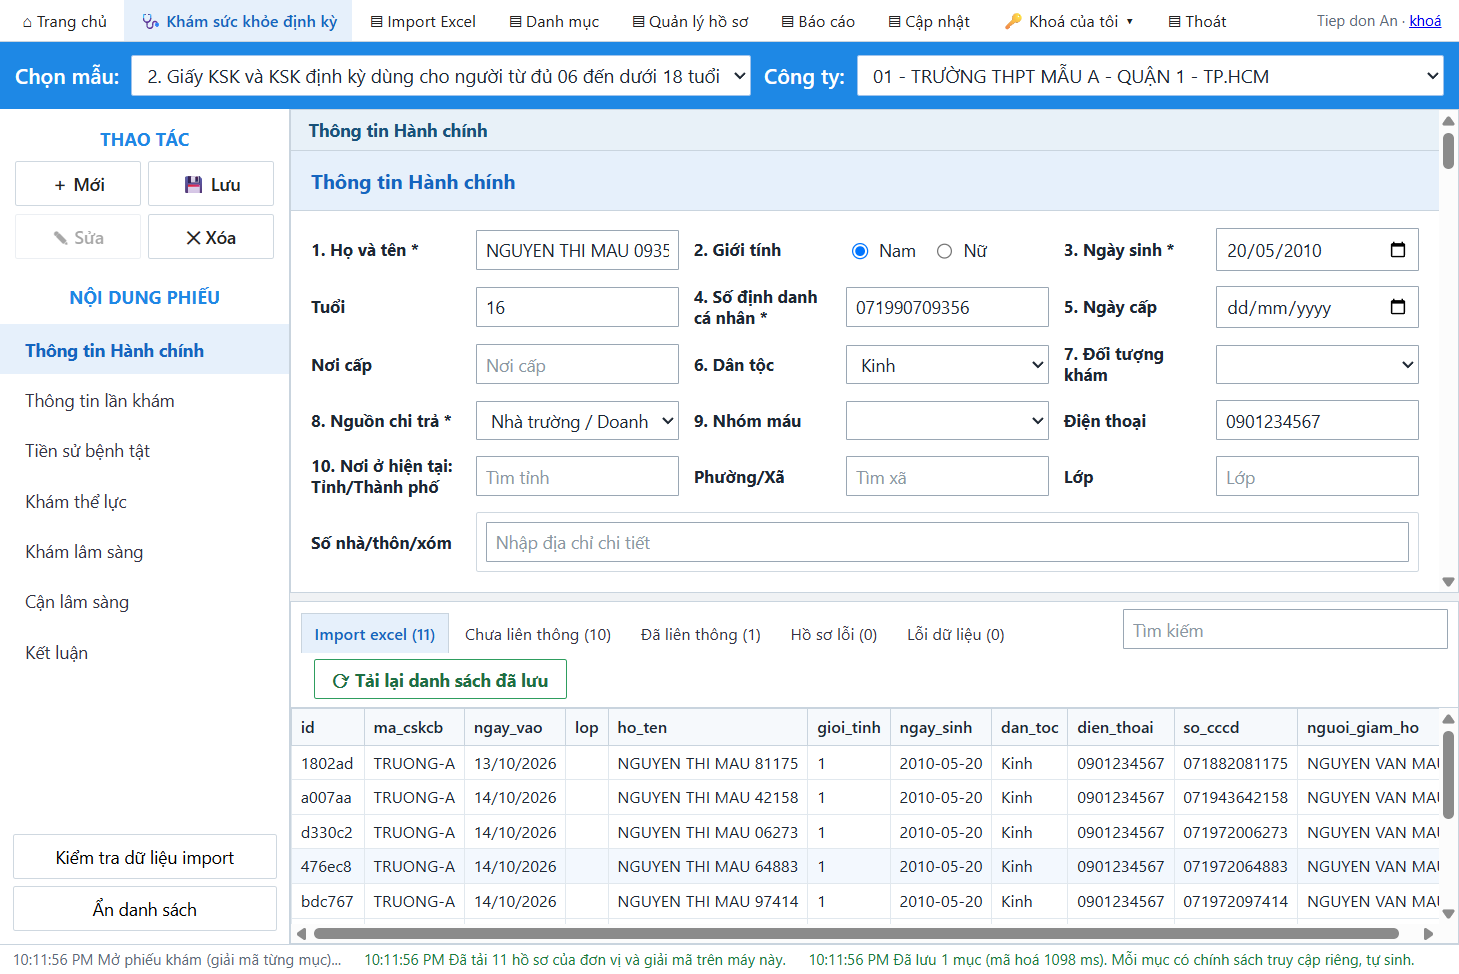 Trang chủ Khám sức khỏe định kỳ Import Excel Danh mục Quản lý hồ sơ Báo cáo Cập nhật Khoá của tôi ▾ Thoát Tiep don An · khoá
Chọn mẫu: 2. Giấy KSK và KSK định kỳ dùng cho người từ đủ 06 đến dưới 18 tuổi Công ty: 01 - TRƯỜNG THPT MẪU A - QUẬN 1 - TP.HCM
THAO TÁC
+ Mới Lưu
Sửa Xóa
NỘI DUNG PHIẾU
Thông tin Hành chính
Thông tin lần khám
Tiền sử bệnh tật
Khám thể lực
Khám lâm sàng
Cận lâm sàng
Kết luận
Kiểm tra dữ liệu import
Ẩn danh sách
Thông tin Hành chính
Thông tin Hành chính
1. Họ và tên * NGUYEN THI MAU 0935 2. Giới tính Nam Nữ 3. Ngày sinh * 20/05/2010
Tuổi 16 4. Số định danh cá nhân * 071990709356 5. Ngày cấp dd/mm/yyyy
Nơi cấp Nơi cấp 6. Dân tộc Kinh 7. Đối tượng khám
8. Nguồn chi trả * Nhà trường / Doanh 9. Nhóm máu Điện thoại 0901234567
10. Nơi ở hiện tại: Tỉnh/Thành phố Tìm tỉnh Phường/Xã Tìm xã Lớp Lớp
Số nhà/thôn/xóm Nhập địa chỉ chi tiết
Import excel (11) Chưa liên thông (10) Đã liên thông (1) Hồ sơ lỗi (0) Lỗi dữ liệu (0) Tìm kiếm
Tải lại danh sách đã lưu
id ma_cskcb ngay_vao lop ho_ten gioi_tinh ngay_sinh dan_toc dien_thoai so_cccd nguoi_giam_ho
1802ad TRUONG-A 13/10/2026 NGUYEN THI MAU 81175 1 2010-05-20 Kinh 0901234567 071882081175 NGUYEN VAN MAU
a007aa TRUONG-A 14/10/2026 NGUYEN THI MAU 42158 1 2010-05-20 Kinh 0901234567 071943642158 NGUYEN VAN MAU
d330c2 TRUONG-A 14/10/2026 NGUYEN THI MAU 06273 1 2010-05-20 Kinh 0901234567 071972006273 NGUYEN VAN MAU
476ec8 TRUONG-A 14/10/2026 NGUYEN THI MAU 64883 1 2010-05-20 Kinh 0901234567 071972064883 NGUYEN VAN MAU
bdc767 TRUONG-A 14/10/2026 NGUYEN THI MAU 97414 1 2010-05-20 Kinh 0901234567 071972097414 NGUYEN VAN MAU
10:11:56 PM Mở phiếu khám (giải mã từng mục)... 10:11:56 PM Đã tải 11 hồ sơ của đơn vị và giải mã trên máy này. 10:11:56 PM Đã lưu 1 mục (mã hoá 1098 ms). Mỗi mục có chính sách truy cập riêng, tự sinh.